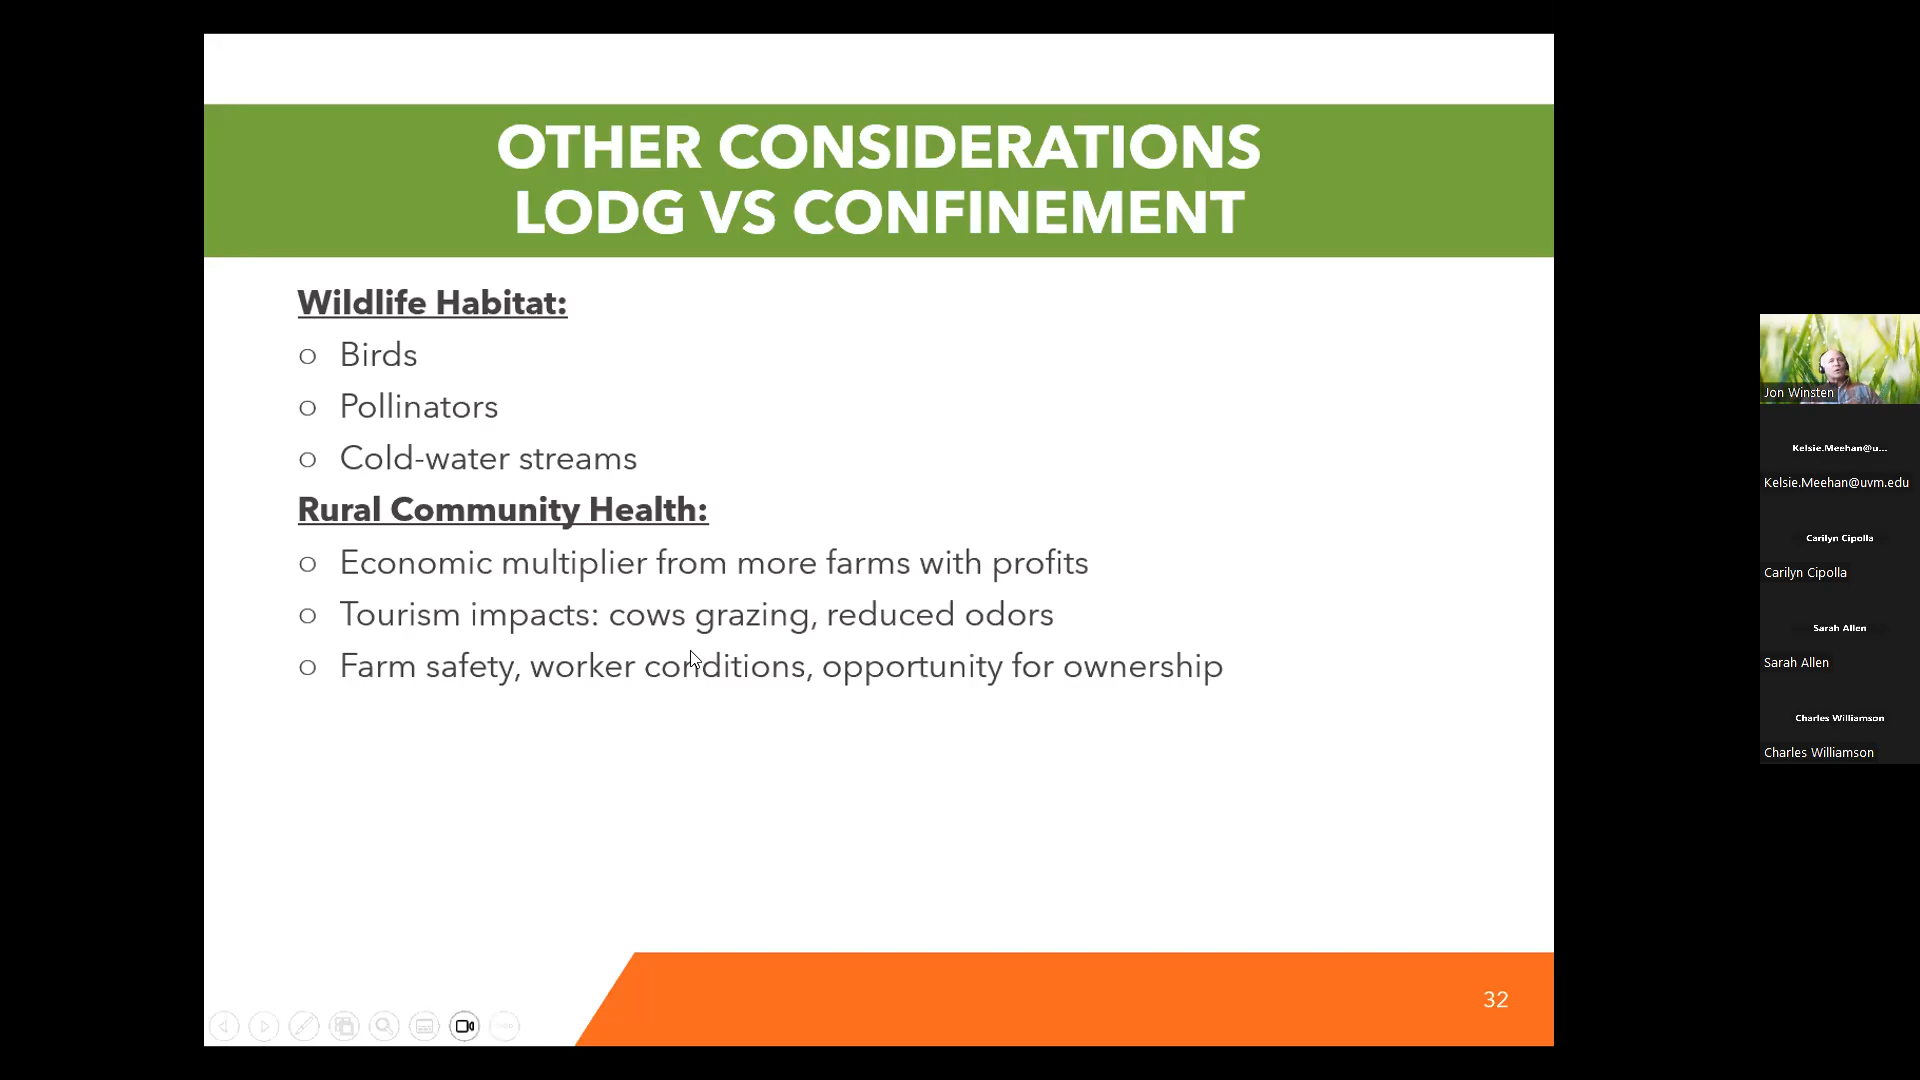 OTHER CONSIDERATIONS
LODG VS CONFINEMENT
Wildlife Habitat:
Birds
Pollinators
Cold-water streams
Rural Community Health:
Economic multiplier from more farms with profits
Tourism impacts: cows grazing, reduced odors
Farm safety, worker conditions, opportunity for ownership
32
Jon Winsten
Kelsie.Meehan@u...
Kelsie.Meehan@uvm.edu
Carilyn Cipolla
Carilyn Cipolla
Sarah Allen
Sarah Allen
Charles Williamson
Charles Williamson